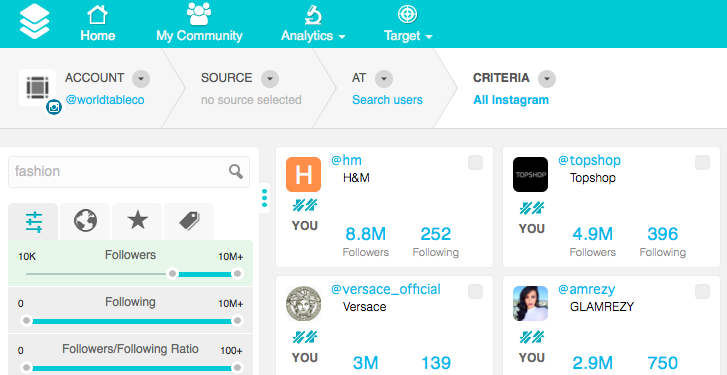 Home
My Community
Analytics
Target
ACCOUNT
@worldtableco
SOURCE
no source selected
AT
Search users
CRITERIA
All Instagram
fashion
10K Followers 10M+
0 Following 10M+
0 Followers/Following Ratio 100+
H
@hm
H&M
YOU
8.8M 252
Followers Following
TOPSHOP
@topshop
Topshop
YOU
4.9M 396
Followers Following
@versace_official
Versace
YOU
3M 139
@amrezy
GLAMREZY
YOU
2.9M 750